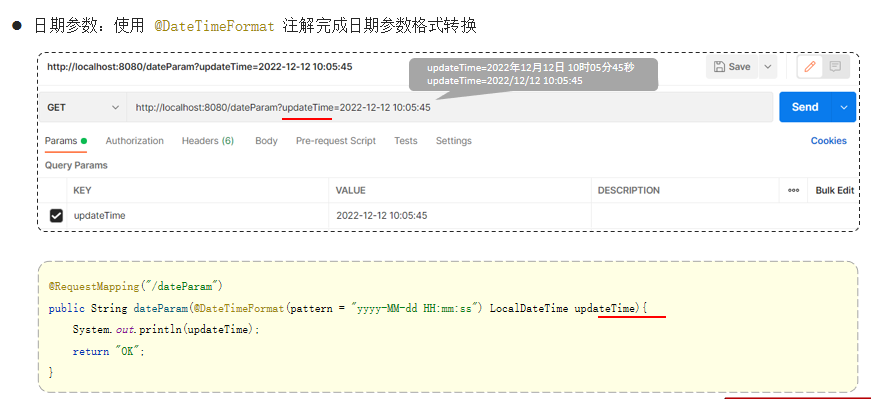 ● 日期参数：使用 @DateTimeFormat 注解完成日期参数格式转换
http://localhost:8080/dateParam?updateTime=2022-12-12 10:05:45
updateTime=2022年12月12日 10时05分45秒
updateTime=2022/12/12 10:05:45
Save
GET http://localhost:8080/dateParam?updateTime=2022-12-12 10:05:45 Send
Params Authorization Headers (6) Body Pre-request Script Tests Settings Cookies
Query Params
KEY VALUE DESCRIPTION ooo Bulk Edit
updateTime 2022-12-12 10:05:45
@RequestMapping("/dateParam")
public String dateParam(@DateTimeFormat(pattern = "yyyy-MM-dd HH:mm:ss") LocalDateTime updateTime){
System.out.println(updateTime);
return "OK";
}